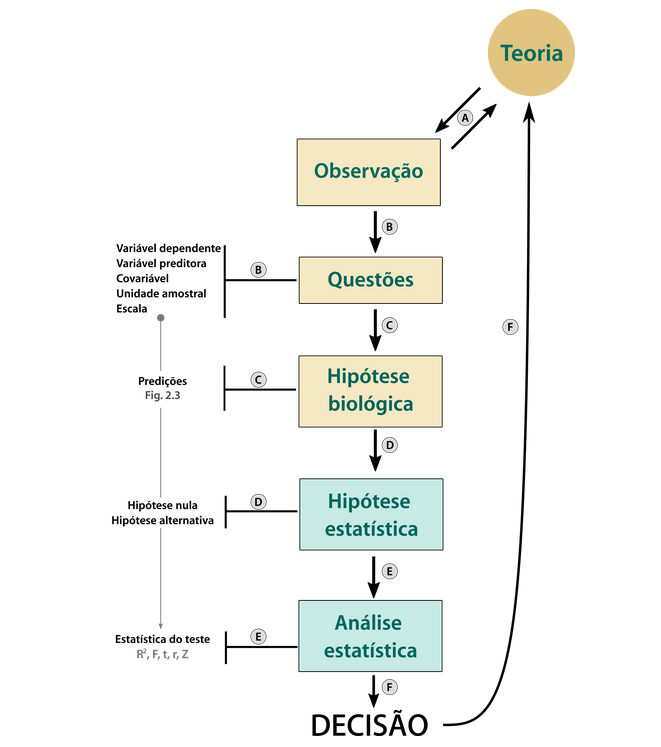 Teoria
A
Observação
B
Variável dependente
Variável preditora
Covariável
Unidade amostral
Escala
B
Questões
F
C
Predições
Fig. 2.3
C
Hipótese
biológica
D
Hipótese nula
Hipótese alternativa
D
Hipótese
estatística
E
Estatística do teste
R², F, t, r, Z
E
Análise
estatística
F
DECISÃO